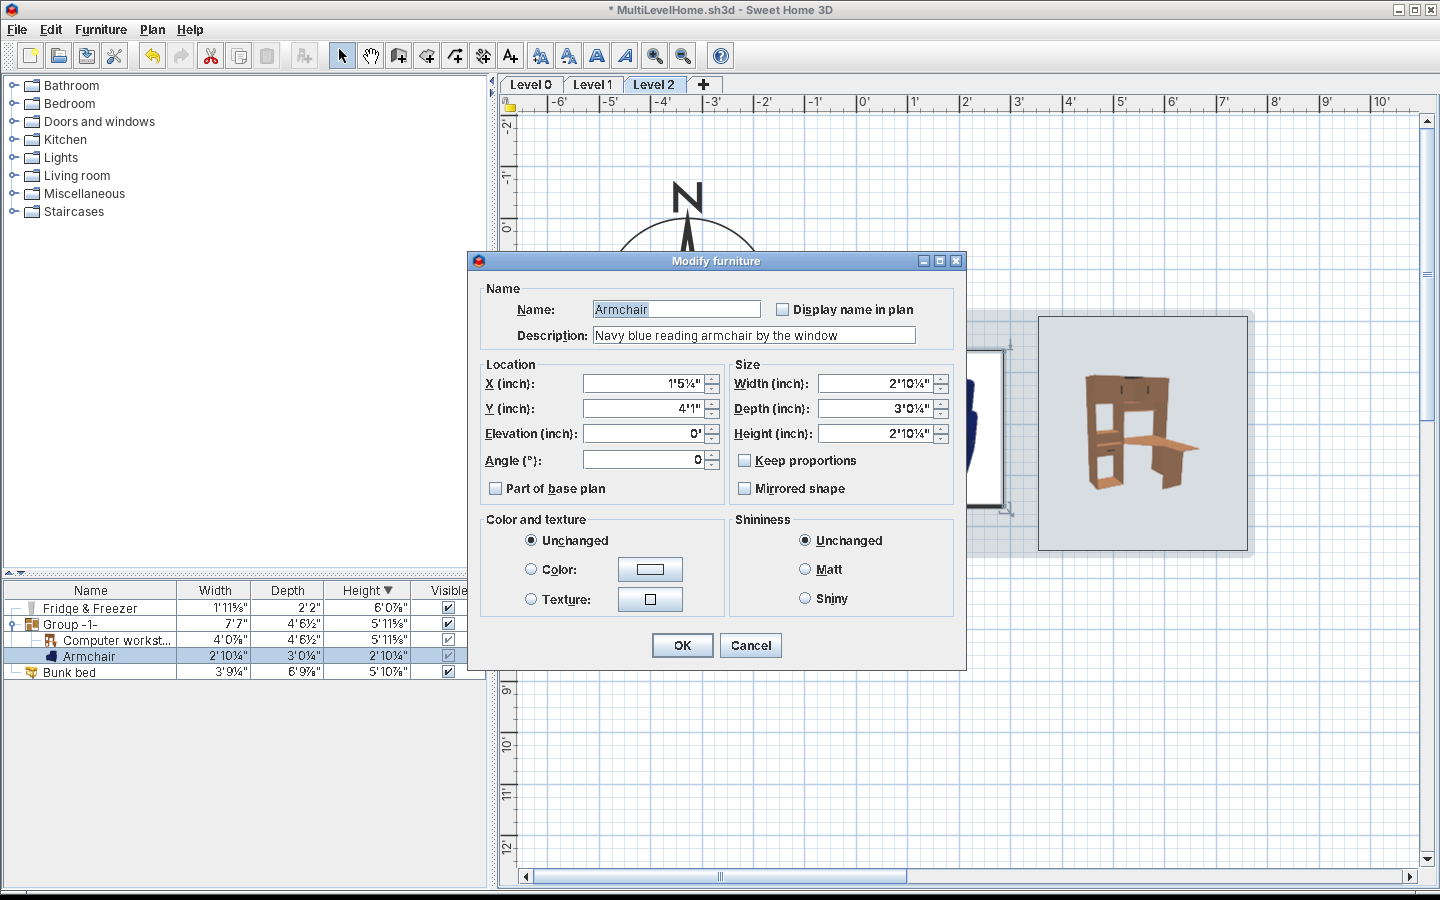 * MultiLevelHome.sh3d - Sweet Home 3D
File Edit Furniture Plan Help
Bathroom
Bedroom
Doors and windows
Kitchen
Lights
Living room
Miscellaneous
Staircases
Level 0 Level 1 Level 2
-6' -5' -4' -3' -2' -1' 0' 1' 2' 3' 4' 5' 6' 7' 8' 9' 10'
-2'
-1'
0'
N
Modify furniture
Name
Name: Armchair Display name in plan
Description: Navy blue reading armchair by the window
Location
X (inch): 1'5¼"
Y (inch): 4'1"
Elevation (inch): 0'
Angle (°): 0
Part of base plan
Size
Width (inch): 2'10¼"
Depth (inch): 3'0¼"
Height (inch): 2'10¼"
Keep proportions
Mirrored shape
Color and texture
Unchanged
Color:
Texture:
Shininess
Unchanged
Matt
Shiny
OK Cancel
Name Width Depth Height Visible
Fridge & Freezer 1'11⅝" 2'2" 6'0⅞"
Group -1- 7'7" 4'6½" 5'11⅝"
Computer workst... 4'0⅞" 4'6½" 5'11⅝"
Armchair 2'10¼" 3'0¼" 2'10¼"
Bunk bed 3'9¼" 6'9⅞" 5'10⅞"
9'
10'
11'
12'